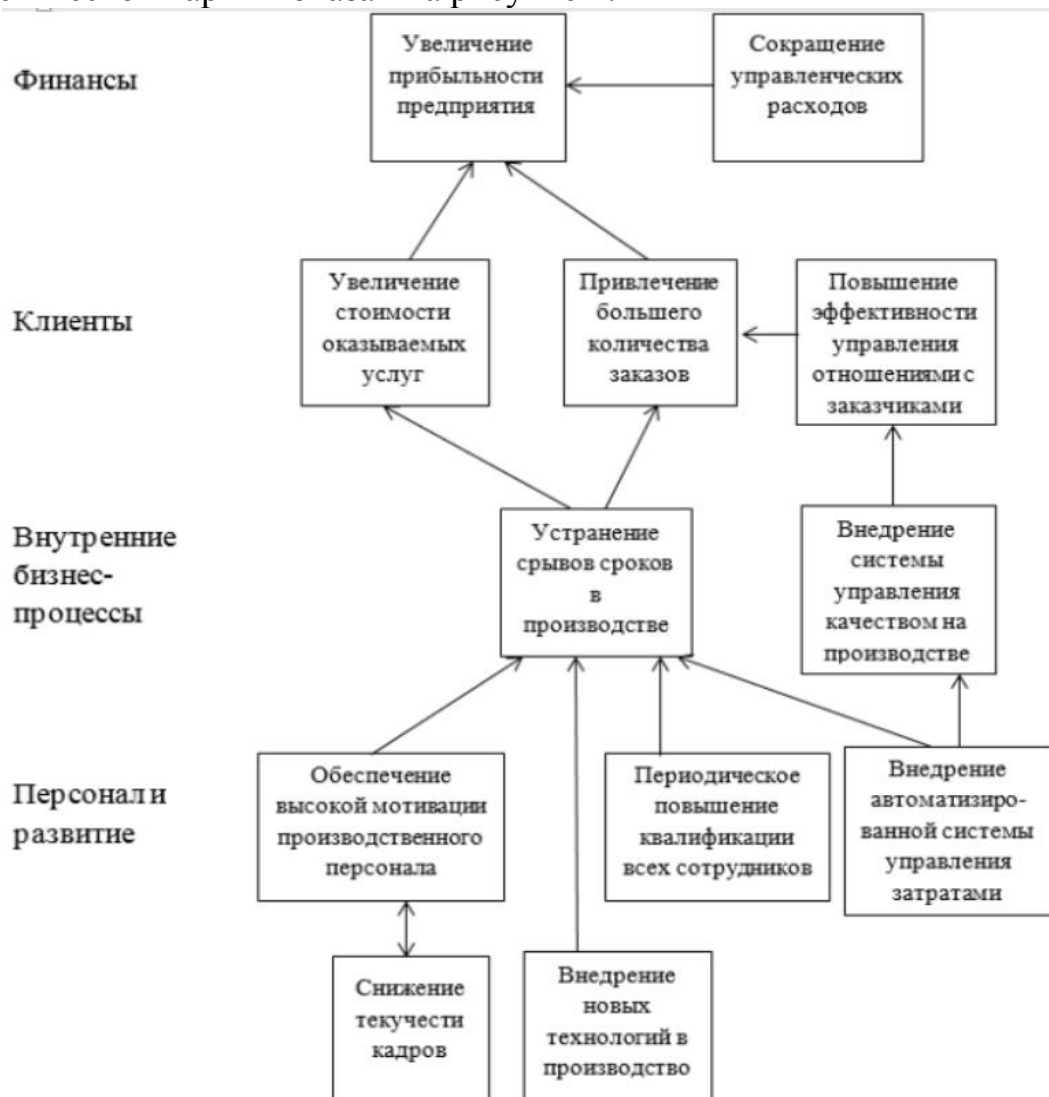 Финансы
Увеличение
прибыльности
предприятия
Сокращение
управленческих
расходов
Клиенты
Увеличение
стоимости
оказываемых
услуг
Привлечение
большего
количества
заказов
Повышение
эффективности
управления
отношениями с
заказчиками
Внутренние
бизнес-
процессы
Устранение
срывов сроков
в
производстве
Внедрение
системы
управления
качеством на
производстве
Персонал и
развитие
Обеспечение
высокой мотивации
производственного
персонала
Периодическое
повышение
квалификации
всех сотрудников
Внедрение
автоматизиро-
ванной системы
управления
затратами
Снижение
текучести
кадров
Внедрение
новых
технологий в
производство